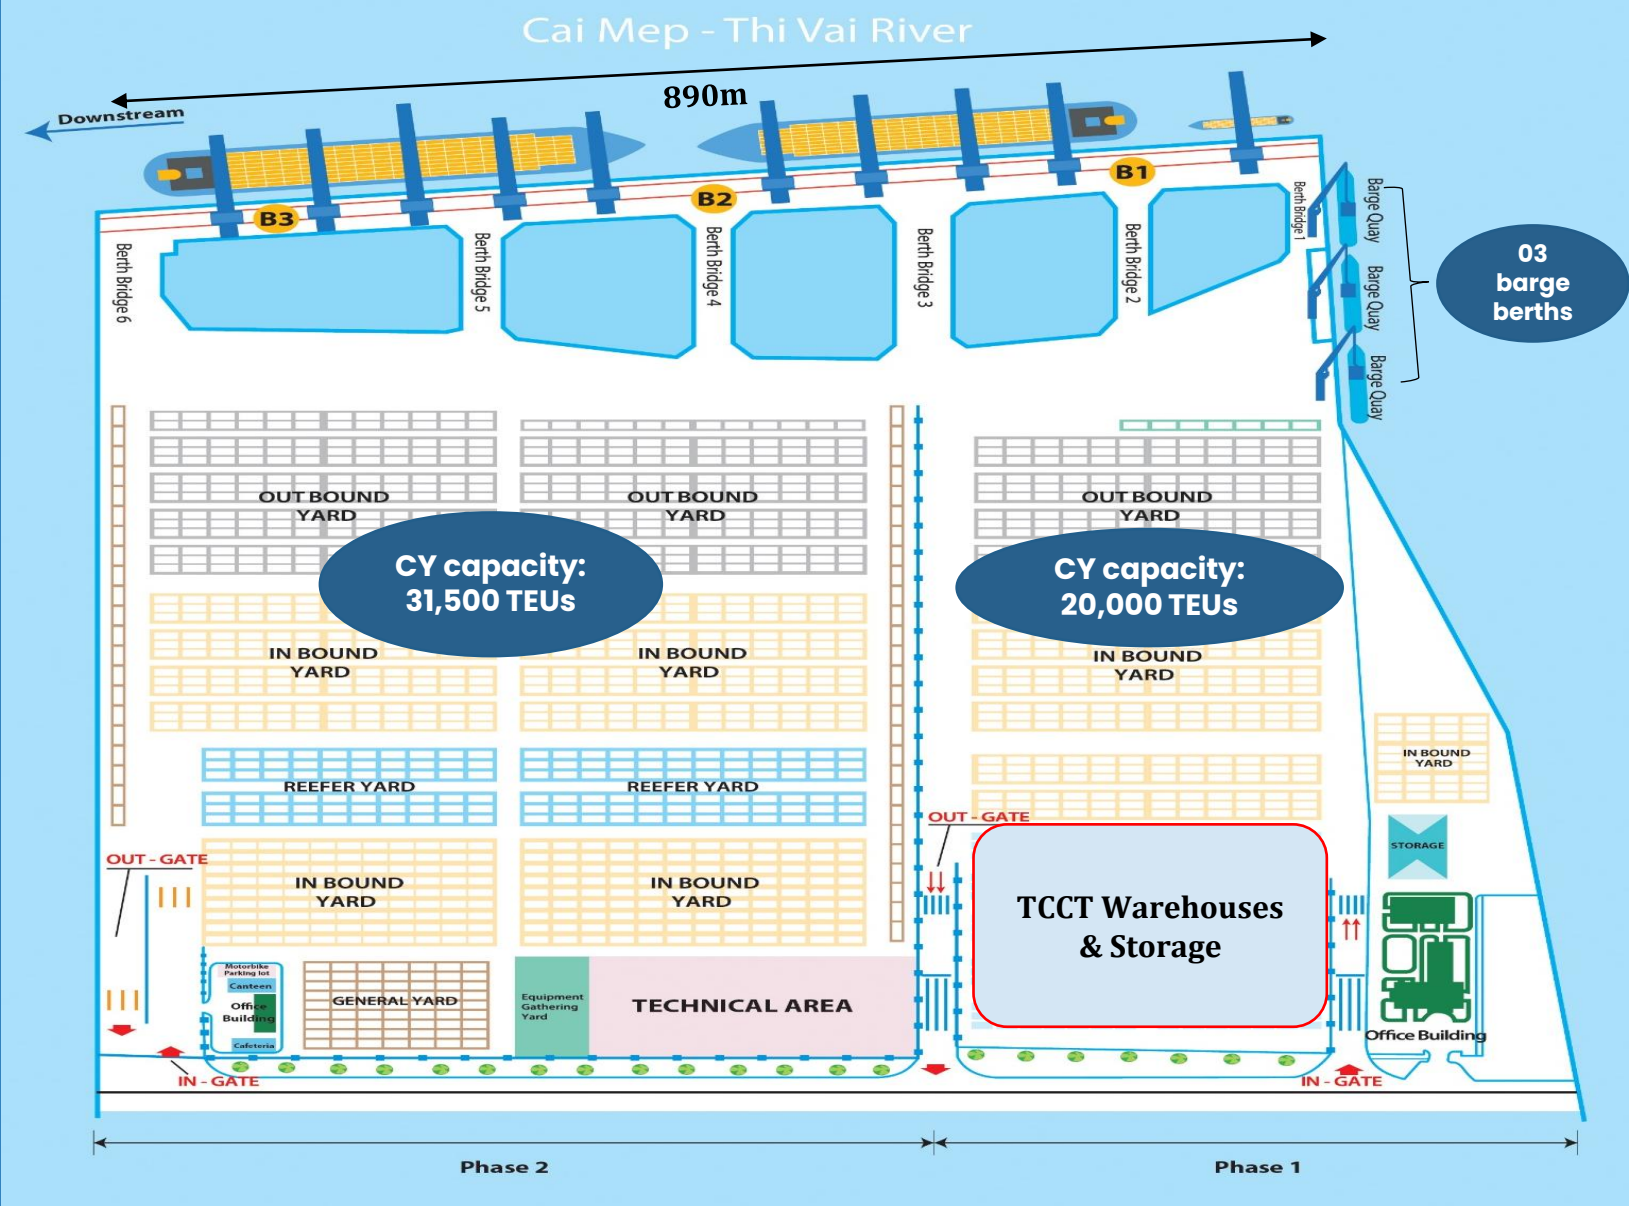 Cai Mep - Thi Vai River
890m
Downstream
B1
B2
B3
Berth Bridge 6
Berth Bridge 5
Berth Bridge 4
Berth Bridge 3
Berth Bridge 2
Berth Bridge 1
Barge Quay
Barge Quay
Barge Quay
03
barge
berths
OUT BOUND
YARD
OUT BOUND
YARD
OUT BOUND
YARD
CY capacity:
31,500 TEUs
CY capacity:
20,000 TEUs
IN BOUND
YARD
IN BOUND
YARD
IN BOUND
YARD
IN BOUND
YARD
REEFER YARD
REEFER YARD
OUT - GATE
STORAGE
OUT - GATE
IN BOUND
YARD
IN BOUND
YARD
TCCT Warehouses
& Storage
Motorbike
Parking lot
Canteen
Office
Building
Cafeteria
GENERAL YARD
Equipment
Gathering
Yard
TECHNICAL AREA
Office Building
IN - GATE
IN - GATE
Phase 2
Phase 1